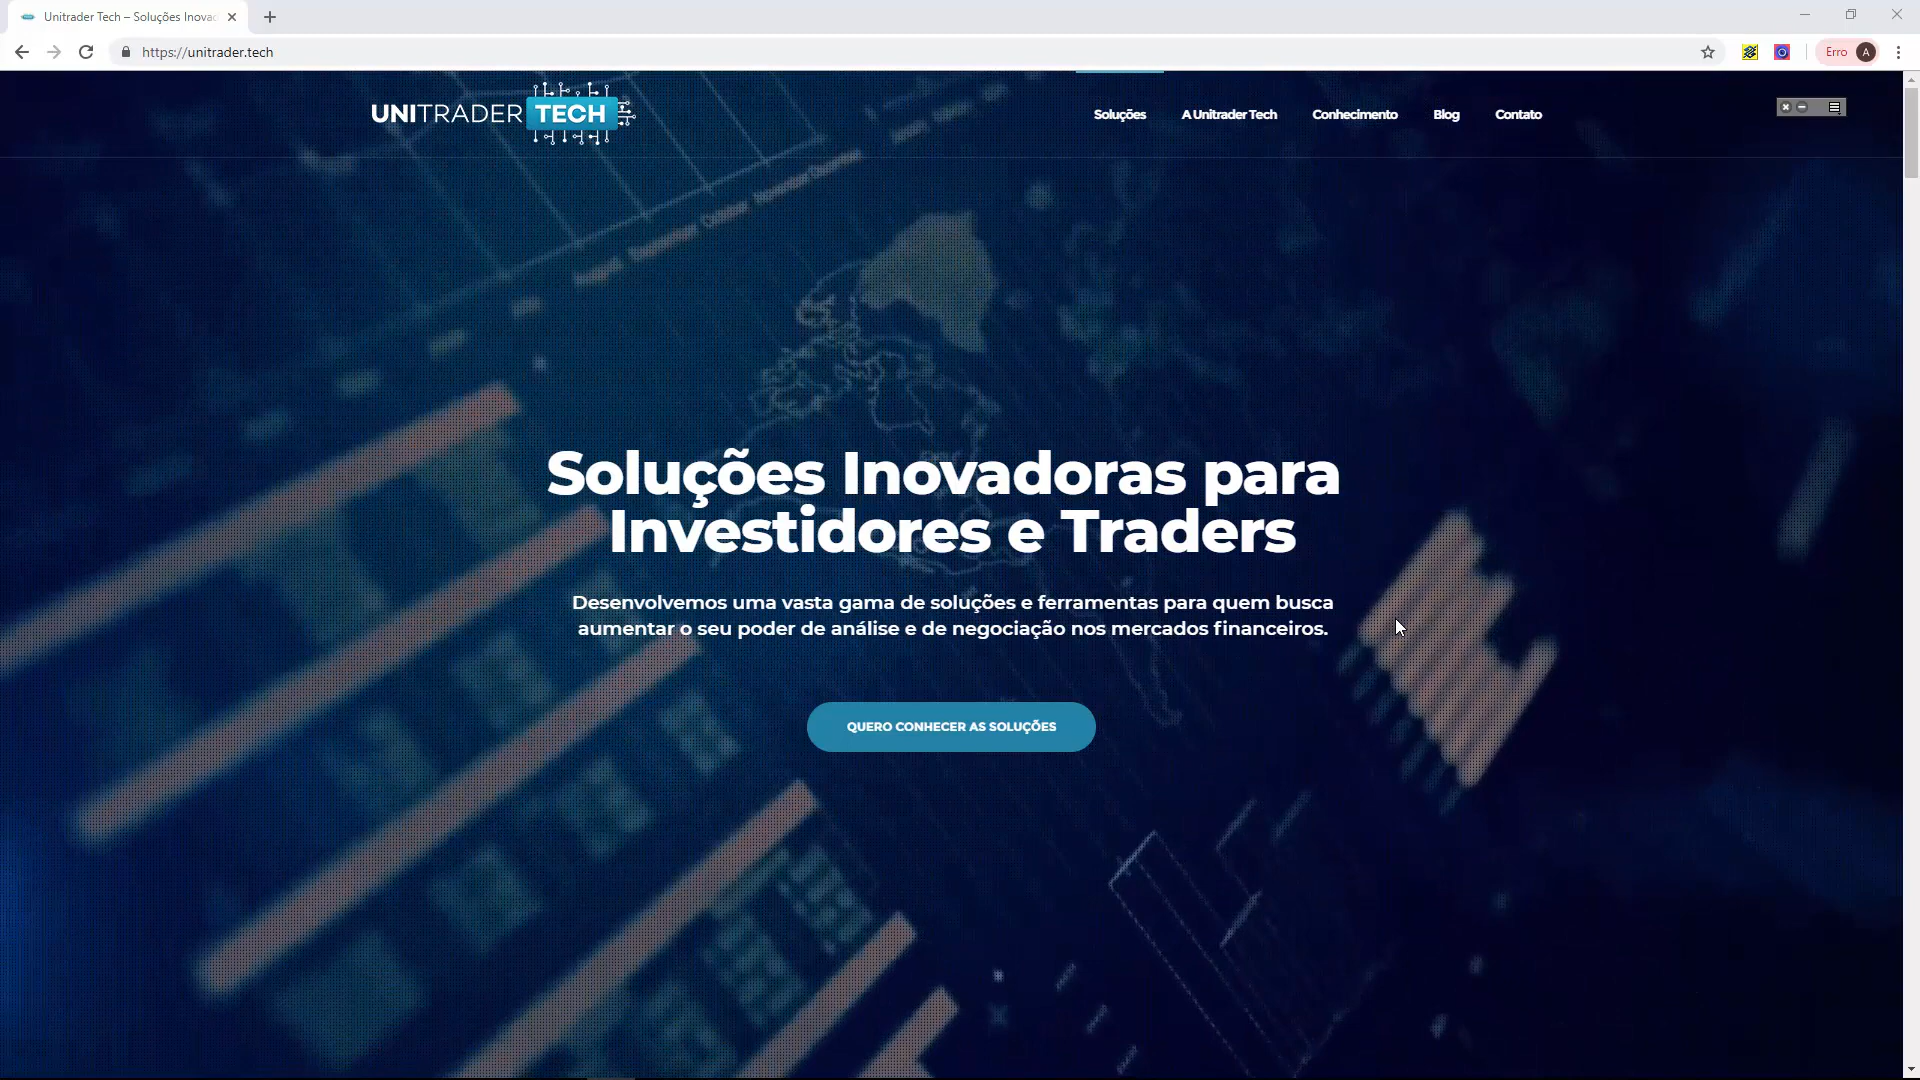 Unitrader Tech – Soluções Inovad
https://unitrader.tech
Erro
A
UNITRADER TECH
Soluções
A Unitrader Tech
Conhecimento
Blog
Contato
Soluções Inovadoras para
Investidores e Traders
Desenvolvemos uma vasta gama de soluções e ferramentas para quem busca
aumentar o seu poder de análise e de negociação nos mercados financeiros.
QUERO CONHECER AS SOLUÇÕES